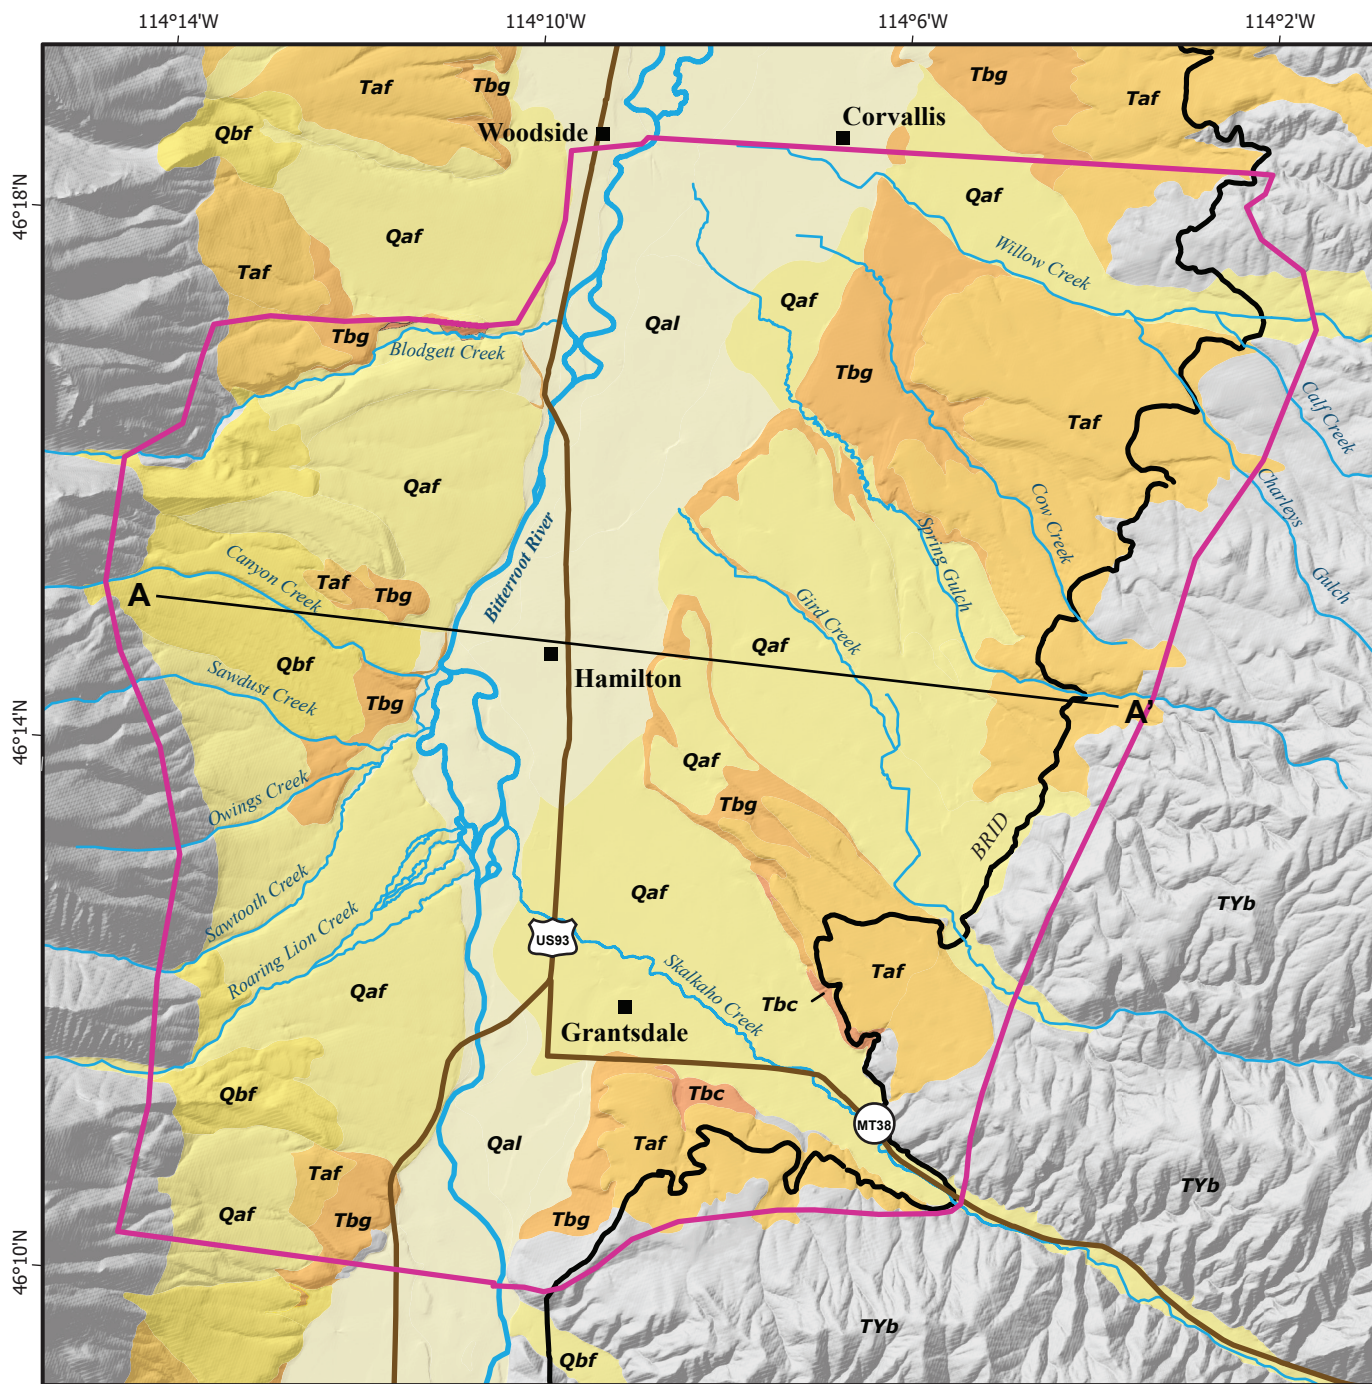 114°14'W
114°10'W
114°6'W
114°2'W
46°18'N
46°14'N
46°10'N
Taf
Tbg
Tbg
Taf
Qbf
Woodside
Corvallis
Qaf
Qaf
Taf
Willow Creek
Qaf
Qal
Tbg
Blodgett Creek
Tbg
Taf
Calf Creek
Qaf
Charleys
Gulch
Cow Creek
Spring Gulch
Bitterroot River
Canyon Creek
Taf
Tbg
A
Gird Creek
Qaf
Qbf
Hamilton
Sawdust Creek
Tbg
A'
Qaf
Tbg
Owings Creek
BRID
Qaf
TYb
Sawtooth Creek
Roaring Lion Creek
US93
Skalkaho Creek
Taf
Qaf
Tbc
Grantsdale
Qbf
Tbc
MT38
Qal
Taf
Taf
TYb
Qaf
Tbg
Tbg
TYb
Qbf